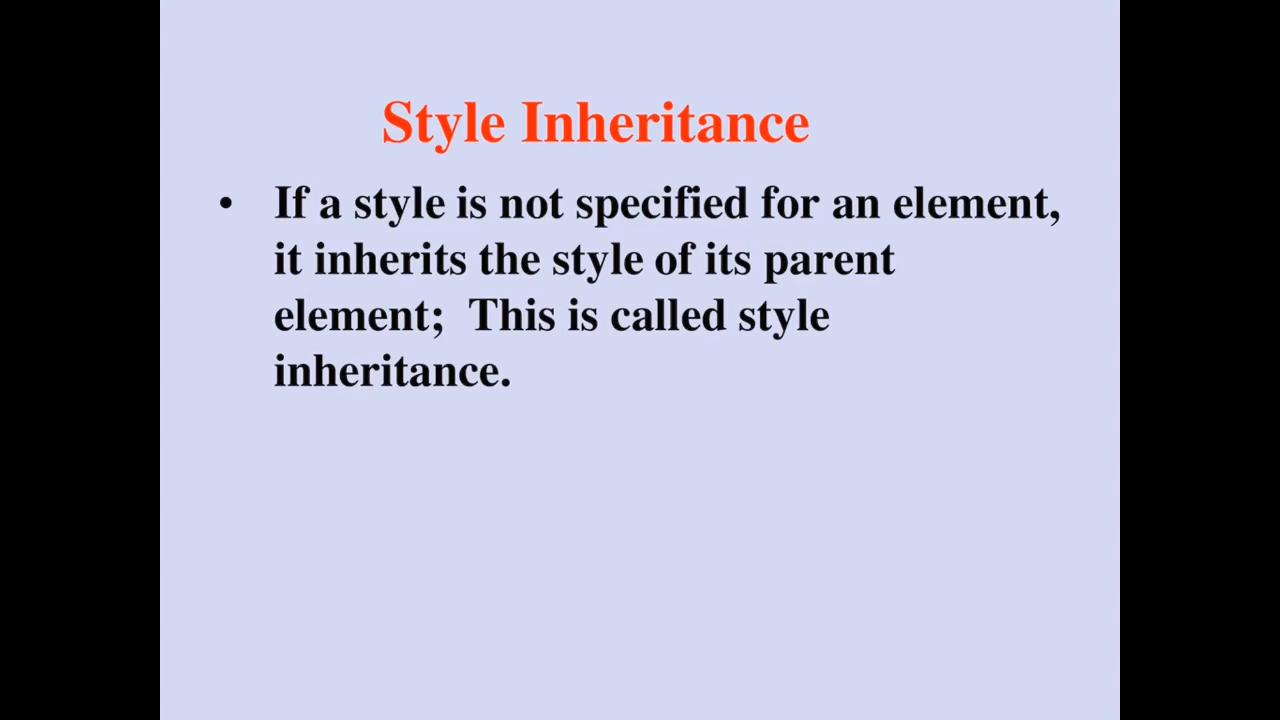 Style Inheritance
• If a style is not specified for an element,
it inherits the style of its parent
element;  This is called style
inheritance.